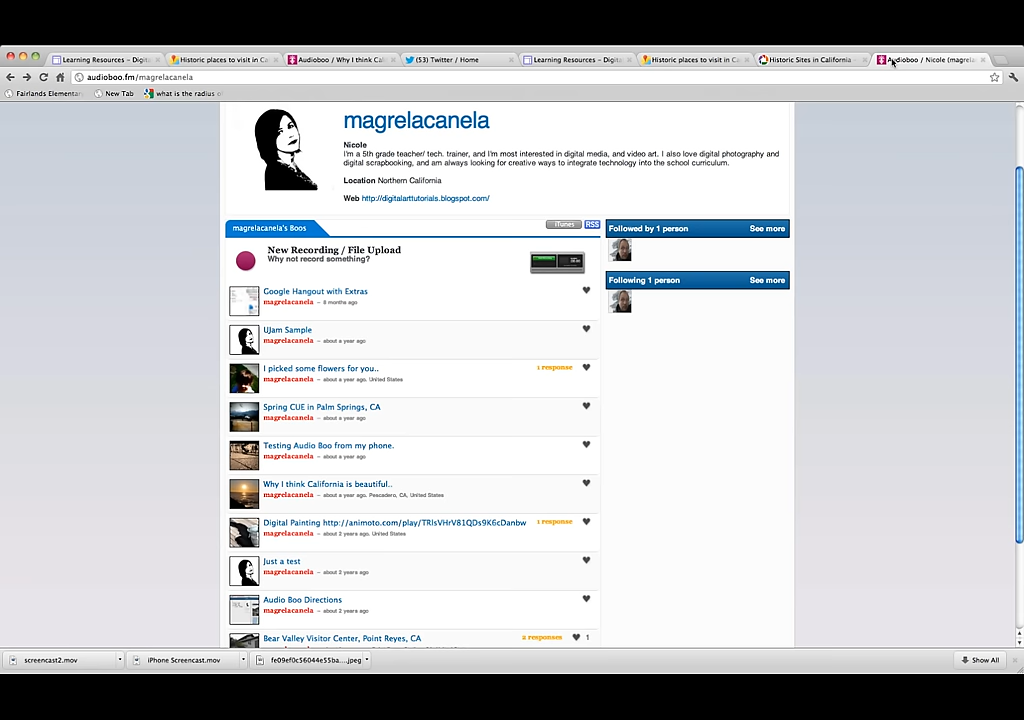 Learning Resources – Digit
Historic places to visit in Ca
Audioboo / Why I think Cal
(53) Twitter / Home
Learning Resources – Digit
Historic places to visit in Ca
Historic Sites in California
Audioboo / Nicole (magrela
audioboo.fm/magrelacanela
Fairlands Elementar
New Tab
what is the radius o
magrelacanela
Nicole
I'm a 5th grade teacher/ tech. trainer, and I'm most interested in digital media, and video art. I also love digital photography and
digital scrapbooking, and am always looking for creative ways to integrate technology into the school curriculum.
Location Northern California
Web http://digitalarttutorials.blogspot.com/
magrelacanela's Boos
iTunes
RSS
Followed by 1 person
See more
New Recording / File Upload
Why not record something?
Following 1 person
See more
Google Hangout with Extras
magrelacanela – 8 months ago
UJam Sample
magrelacanela – about a year ago
I picked some flowers for you..
1 response
magrelacanela – about a year ago. United States
Spring CUE in Palm Springs, CA
magrelacanela – about a year ago
Testing Audio Boo from my phone.
magrelacanela – about a year ago
Why I think California is beautiful..
magrelacanela – about a year ago. Pescadero, CA, United States
Digital Painting http://animoto.com/play/TRlsVHrV81QDs9K6cDanbw
1 response
magrelacanela – about 2 years ago. United States
Just a test
magrelacanela – about 2 years ago
Audio Boo Directions
magrelacanela – about 2 years ago
Bear Valley Visitor Center, Point Reyes, CA
2 responses
1
screencast2.mov
iPhone Screencast.mov
fe09ef0c56044e55ba....jpeg
Show All